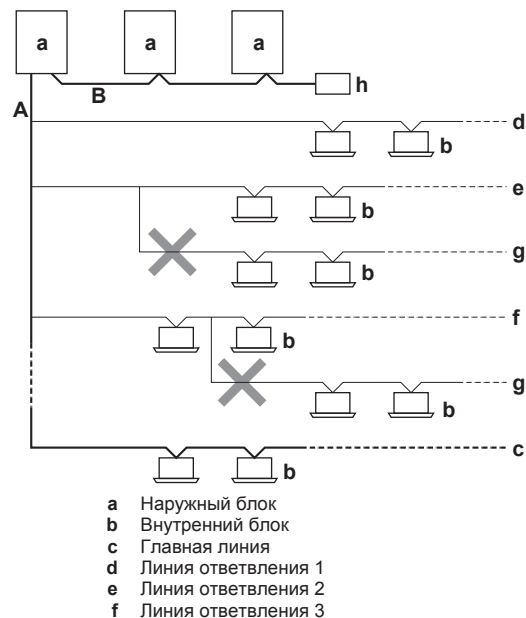 a a a
B h
A
d
b
e
b
g
b
f
b
g
b
c
b
a Наружный блок
b Внутренний блок
c Главная линия
d Линия ответвления 1
e Линия ответвления 2
f Линия ответвления 3